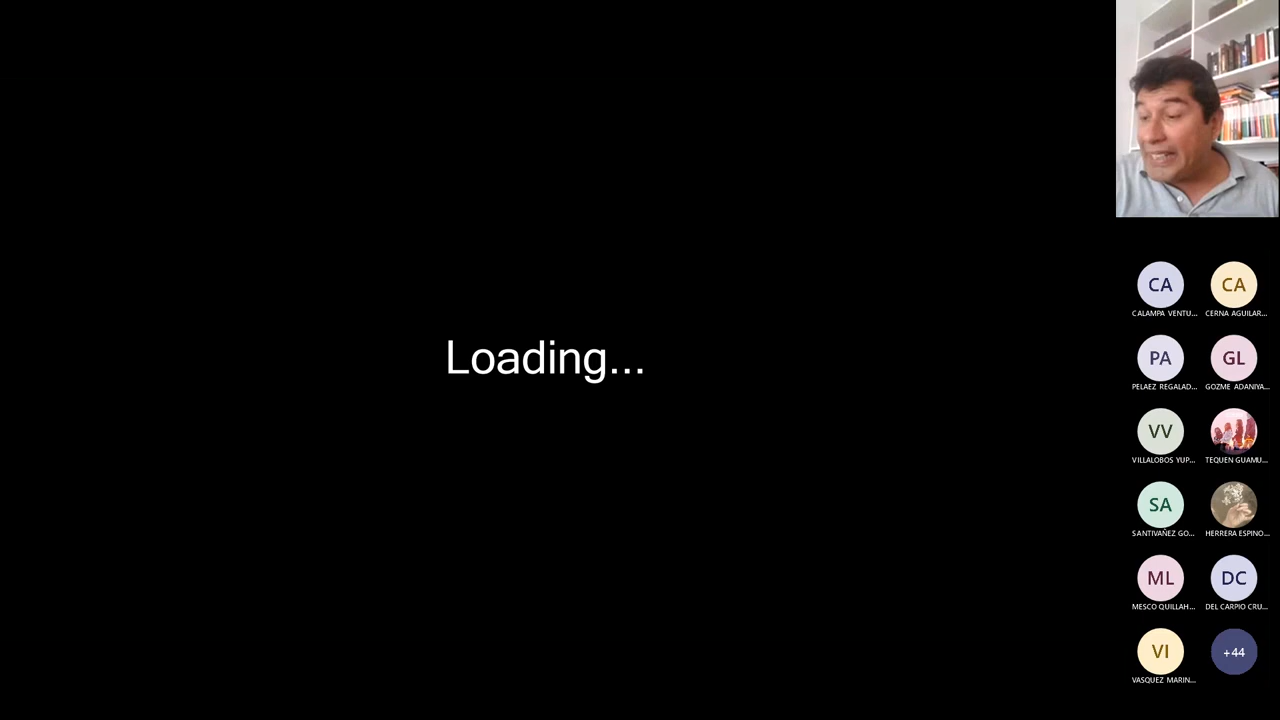 Loading...
CA
CA
CALAMPA VENTU...
CERNA AGUILAR...
PA
GL
PELAEZ REGALAD...
GOZME ADANIYA...
VV
VILLALOBOS YUP...
TEQUEN GUAMU...
SA
SANTIVAÑEZ GO...
HERRERA ESPINO...
ML
DC
MESCO QUILLAH...
DEL CARPIO CRU...
VI
+44
VASQUEZ MARIN...